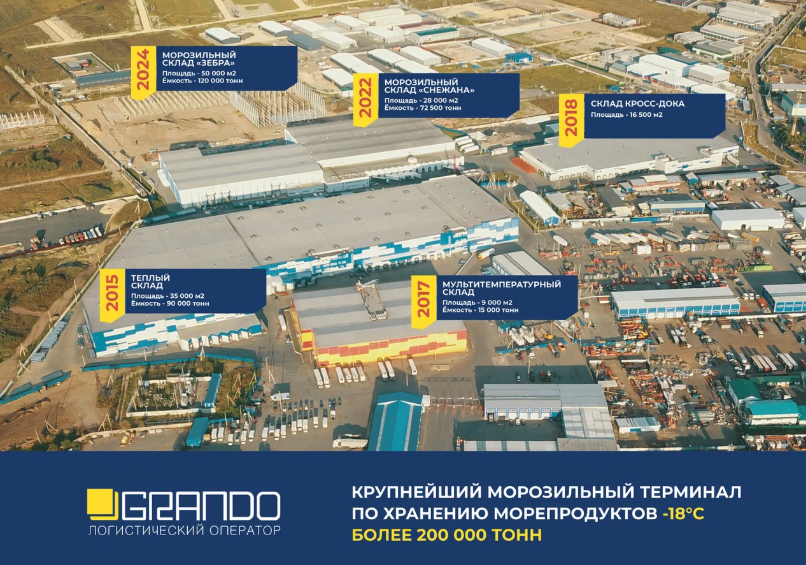 2024
МОРОЗИЛЬНЫЙ
СКЛАД «ЗЕБРА»
Площадь - 50 000 м2
Ёмкость - 120 000 тонн
2022
МОРОЗИЛЬНЫЙ
СКЛАД «СНЕЖАНА»
Площадь - 28 000 м2
Ёмкость - 72 500 тонн
2018
СКЛАД КРОСС-ДОКА
Площадь - 16 500 м2
2015
ТЕПЛЫЙ
СКЛАД
Площадь - 35 000 м2
Ёмкость - 90 000 тонн
2017
МУЛЬТИТЕМПЕРАТУРНЫЙ
СКЛАД
Площадь - 9 000 м2
Ёмкость - 15 000 тонн
GRANDO
ЛОГИСТИЧЕСКИЙ ОПЕРАТОР
КРУПНЕЙШИЙ МОРОЗИЛЬНЫЙ ТЕРМИНАЛ
ПО ХРАНЕНИЮ МОРЕПРОДУКТОВ -18°С
БОЛЕЕ 200 000 ТОНН